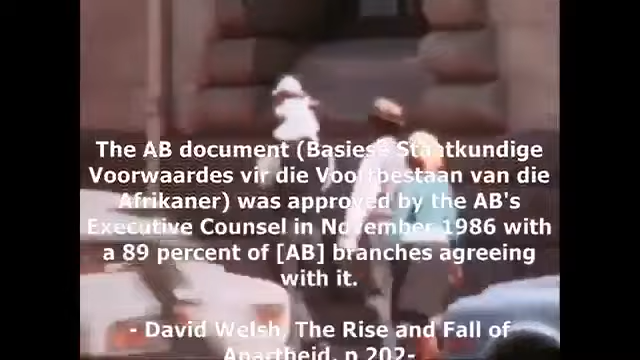 The AB document (Basiese Staatkundige
Voorwaardes vir die Voortbestaan van die
Afrikaner) was approved by the AB's
Executive Counsel in November 1986 with
a 89 percent of [AB] branches agreeing
with it.
- David Welsh, The Rise and Fall of
Apartheid, p 202-